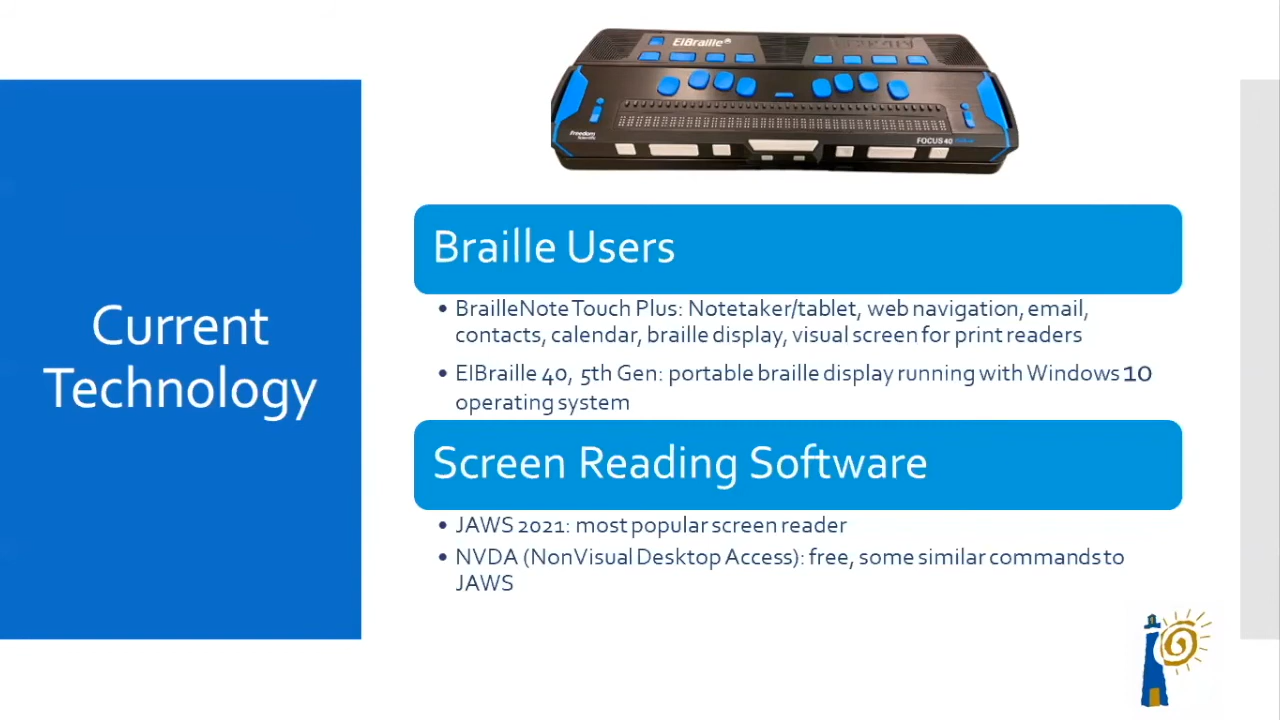 ElBraille
Freedom
Scientific
FOCUS 40
Current
Technology
Braille Users
• BrailleNote Touch Plus: Notetaker/tablet, web navigation, email,
contacts, calendar, braille display, visual screen for print readers
• ElBraille 40, 5th Gen: portable braille display running with Windows 10
operating system
Screen Reading Software
• JAWS 2021: most popular screen reader
• NVDA (NonVisual Desktop Access): free, some similar commands to
JAWS